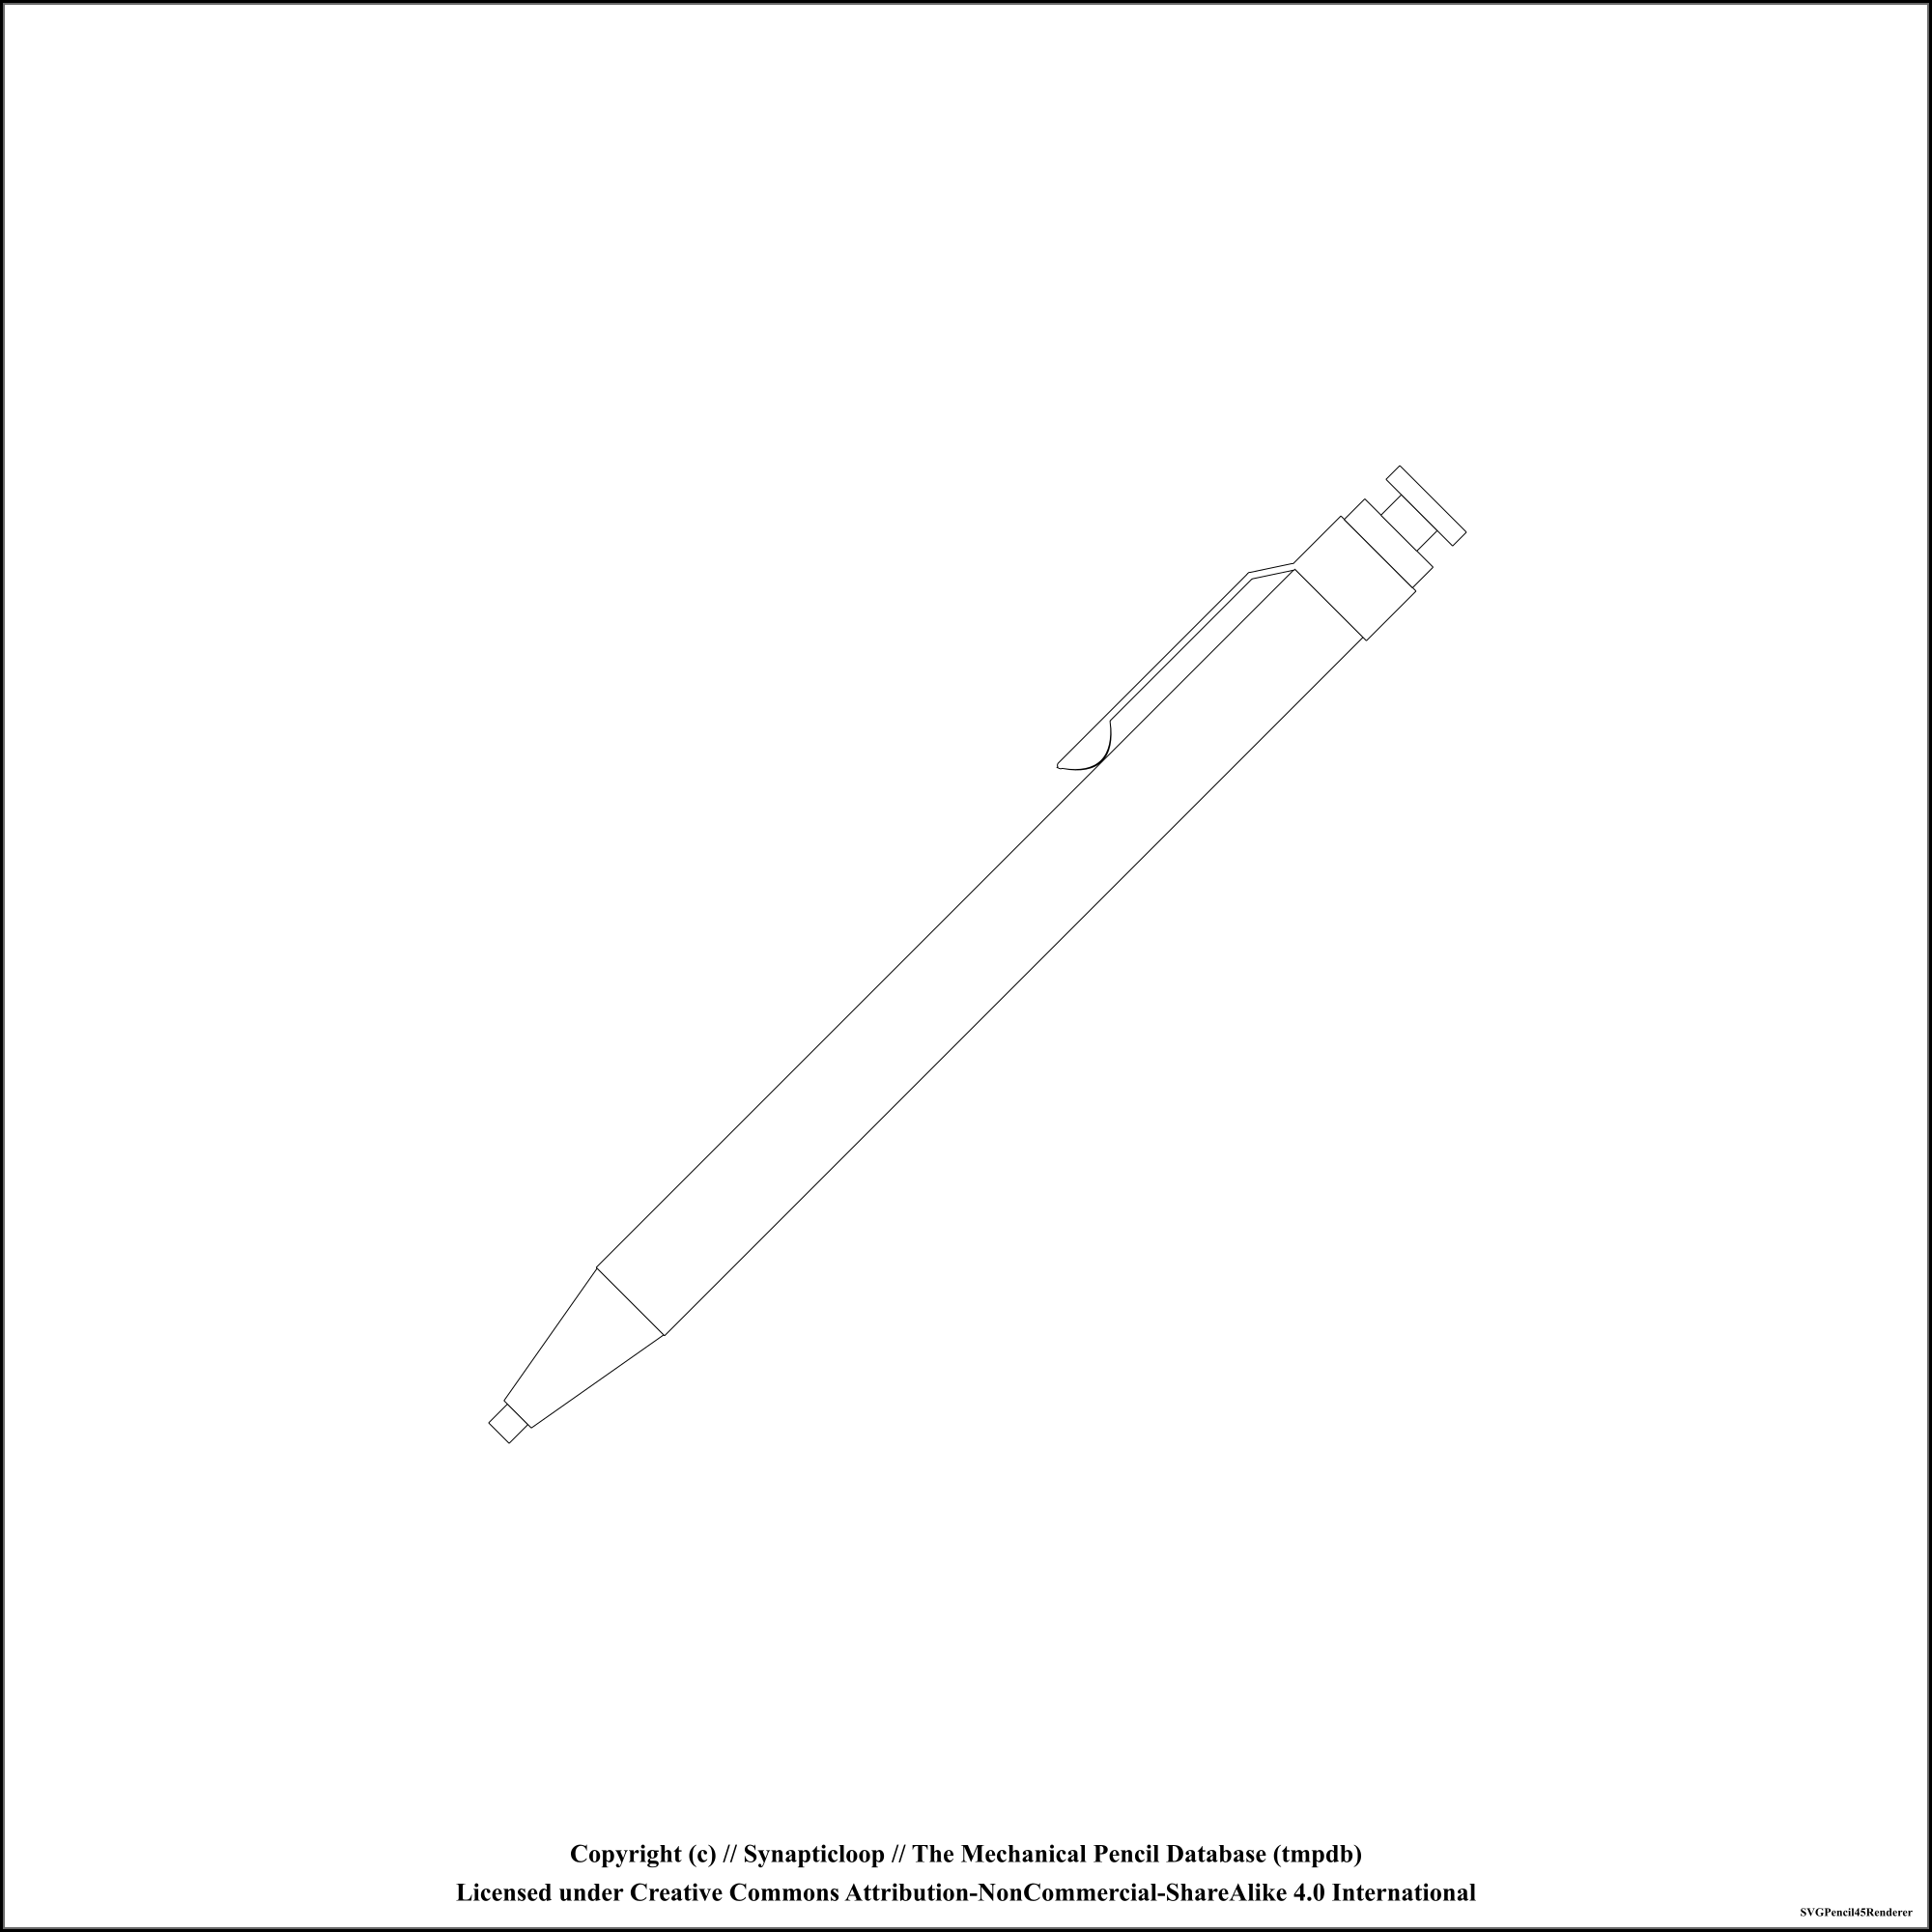 Copyright (c) // Synapticloop // The Mechanical Pencil Database (tmpdb)
Licensed under Creative Commons Attribution-NonCommercial-ShareAlike 4.0 International
SVGPencil45Renderer